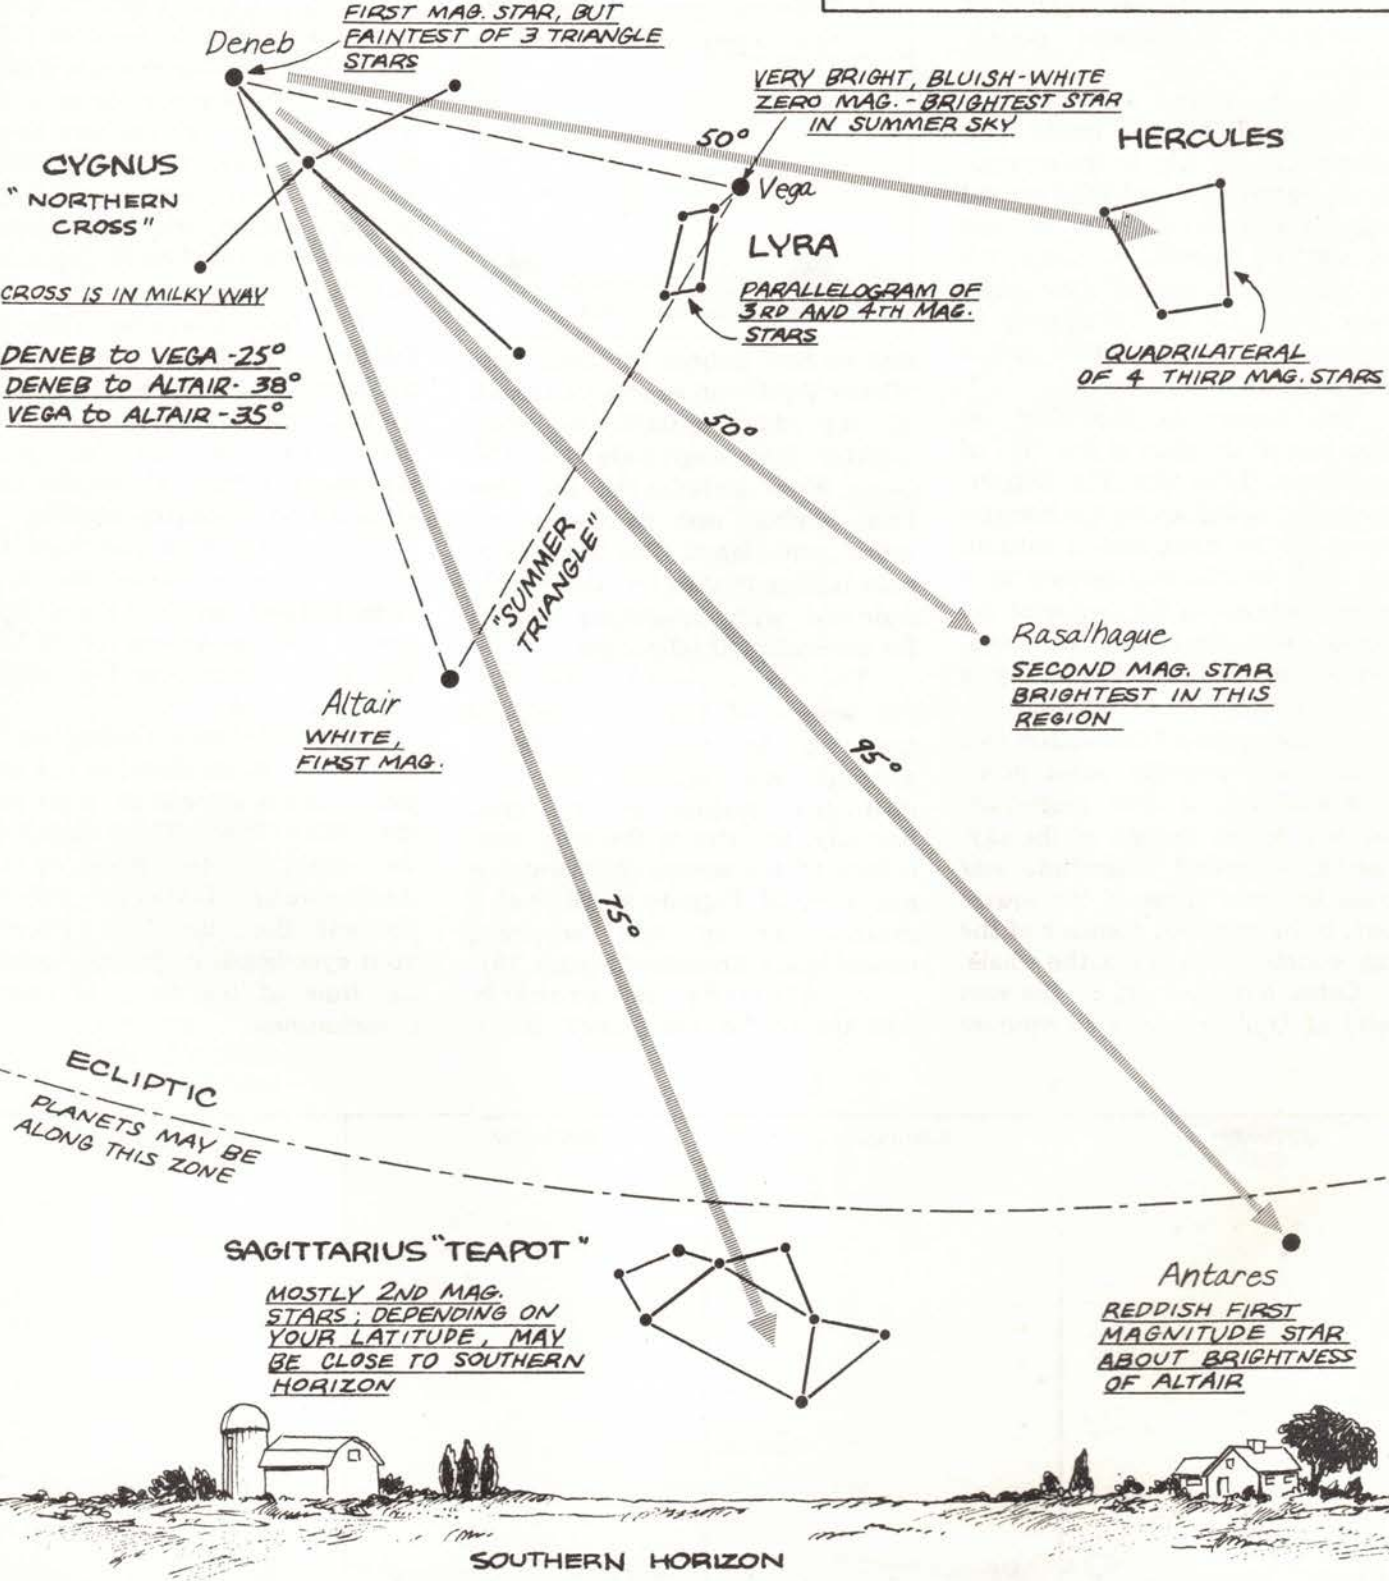 FIRST MAG. STAR, BUT
FAINTEST OF 3 TRIANGLE
STARS
Deneb
VERY BRIGHT, BLUISH-WHITE
ZERO MAG. - BRIGHTEST STAR
IN SUMMER SKY
50°
HERCULES
CYGNUS
"NORTHERN
CROSS"
Vega
LYRA
CROSS IS IN MILKY WAY
PARALLELOGRAM OF
3RD AND 4TH MAG.
STARS
DENEB to VEGA -25°
DENEB to ALTAIR- 38°
VEGA to ALTAIR -35°
QUADRILATERAL
OF 4 THIRD MAG. STARS
50°
"SUMMER
TRIANGLE"
Rasalhague
SECOND MAG. STAR
BRIGHTEST IN THIS
REGION
Altair
WHITE,
FIRST MAG.
95°
75°
ECLIPTIC
PLANETS MAY BE
ALONG THIS ZONE
SAGITTARIUS "TEAPOT"
MOSTLY 2ND MAG.
STARS; DEPENDING ON
YOUR LATITUDE, MAY
BE CLOSE TO SOUTHERN
HORIZON
Antares
REDDISH FIRST
MAGNITUDE STAR
ABOUT BRIGHTNESS
OF ALTAIR
SOUTHERN HORIZON